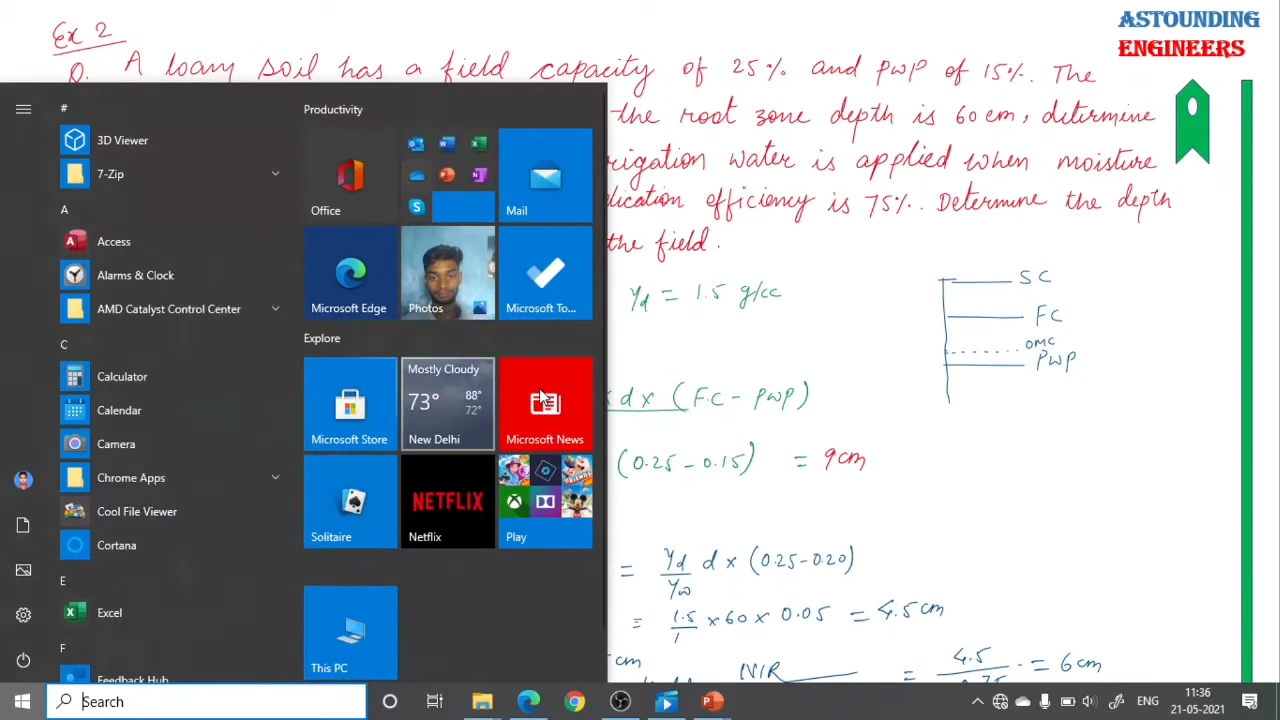 Ex 2
ASTOUNDING
ENGINEERS
Q. A loamy soil has a field capacity of 25% and PWP of 15%. The
the root zone depth is 60cm, determine
rigation water is applied when moisture
plication efficiency is 75%. Determine the depth
the field.
γd = 1.5 g/cc
SC
FC
OMC
PWP
d x (F.C - PWP)
(0.25 - 0.15) = 9cm
= γd/γw d x (0.25-0.20)
= 1.5/1 x 60 x 0.05 = 4.5cm
cm
NIR = 4.5/0.75 = 6cm
#
3D Viewer
7-Zip
A
Access
Alarms & Clock
AMD Catalyst Control Center
C
Calculator
Calendar
Camera
Chrome Apps
Cool File Viewer
Cortana
E
Excel
F
Feedback Hub
Productivity
Office
Mail
Microsoft Edge
Photos
Microsoft To...
Explore
Microsoft Store
Mostly Cloudy
73°
88°
72°
New Delhi
Microsoft News
Solitaire
NETFLIX
Netflix
Play
This PC
Search
ENG
11:36
21-05-2021